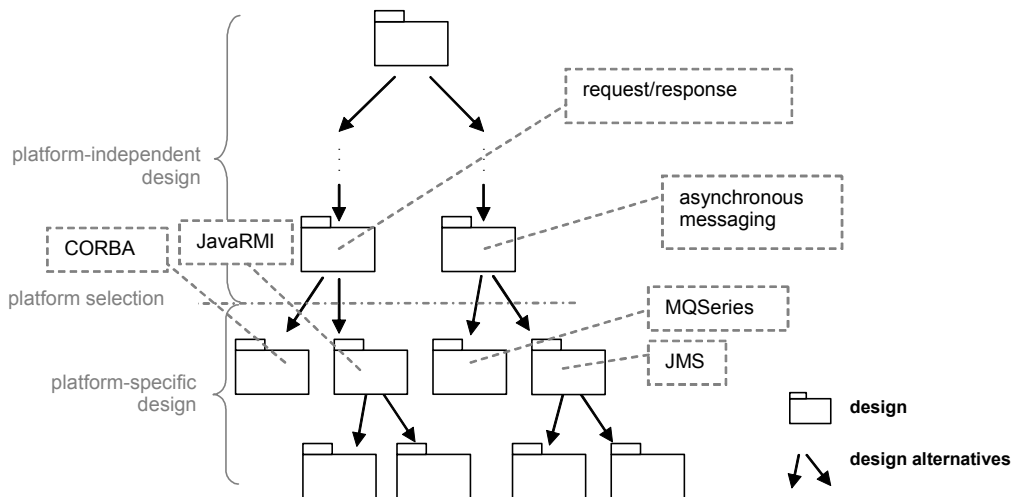 request/response
platform-independent
design
asynchronous
messaging
JavaRMI
CORBA
platform selection
MQSeries
JMS
platform-specific
design
design
design alternatives